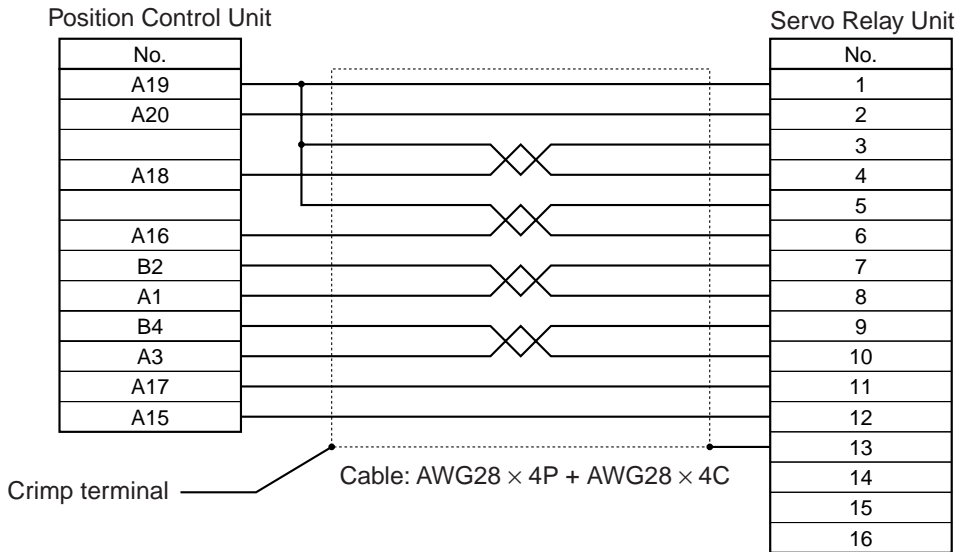 Position Control Unit
Servo Relay Unit
No.
No.
A19
1
A20
2
3
A18
4
5
A16
6
B2
7
A1
8
B4
9
A3
10
A17
11
A15
12
13
Crimp terminal
Cable: AWG28 × 4P + AWG28 × 4C
14
15
16